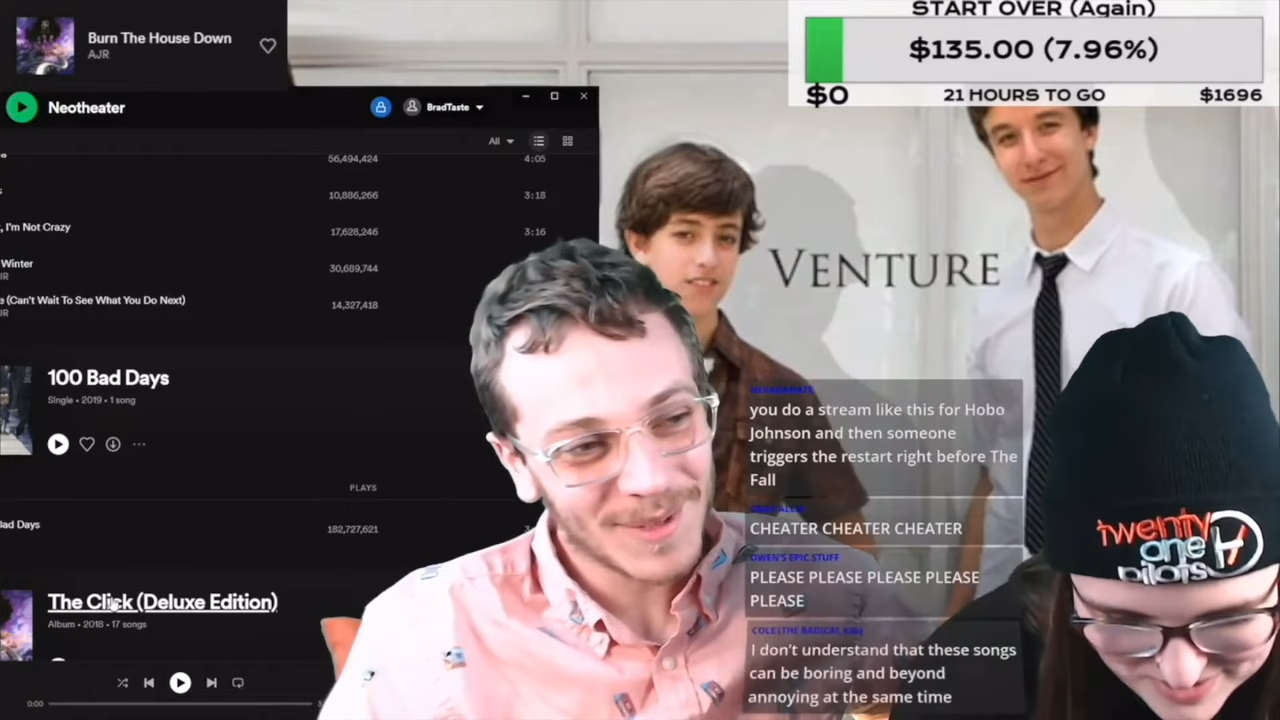 Burn The House Down
AJR
START OVER (Again)
$135.00 (7.96%)
$0
21 HOURS TO GO
$1696
Neotheater
BradTaste
All
56,494,424
4:05
10,886,266
3:18
, I'm Not Crazy
17,628,246
3:16
Winter
30,689,744
e (Can't Wait To See What You Do Next)
14,327,418
VENTURE
100 Bad Days
Single • 2019 • 1 song
PLAYS
Bad Days
182,727,621
The Click (Deluxe Edition)
Album • 2018 • 17 songs
0:00
you do a stream like this for Hobo
Johnson and then someone
triggers the restart right before The
Fall
CHEATER CHEATER CHEATER
OWEN'S EPIC STUFF
PLEASE PLEASE PLEASE PLEASE
PLEASE
I don't understand that these songs
can be boring and beyond
annoying at the same time
twenty
one
pilots